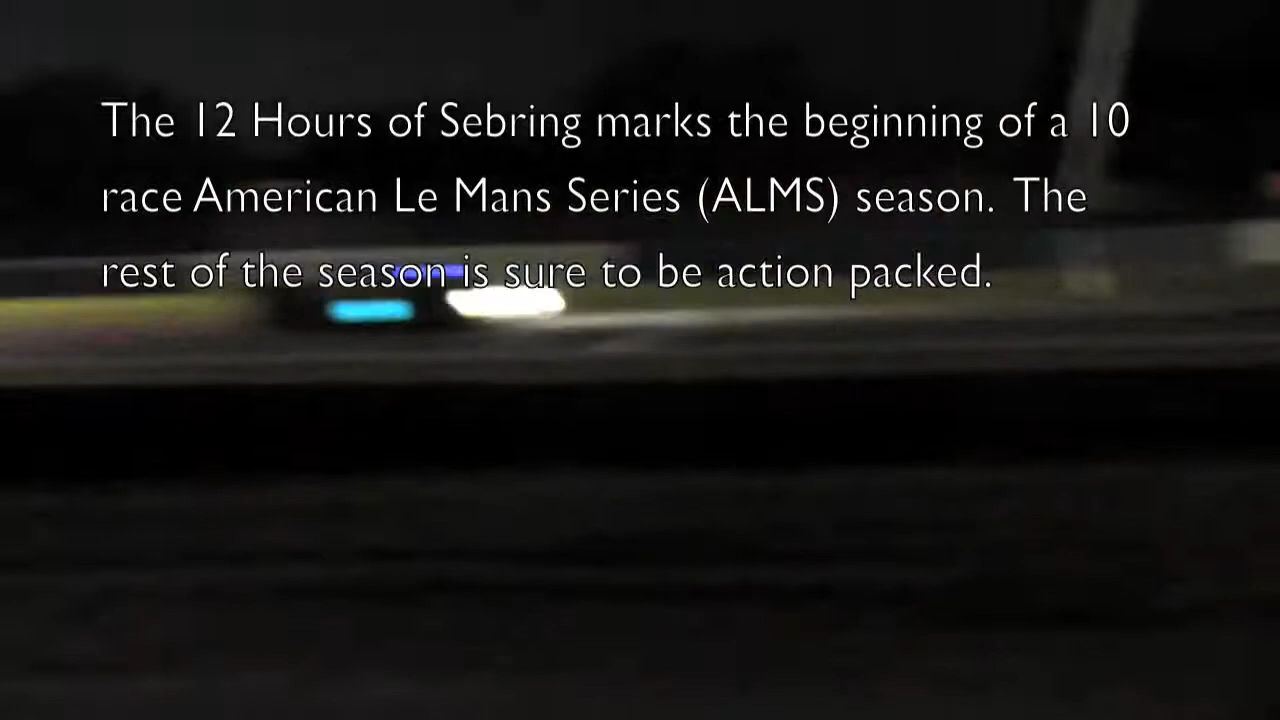 The 12 Hours of Sebring marks the beginning of a 10
race American Le Mans Series (ALMS) season. The
rest of the season is sure to be action packed.